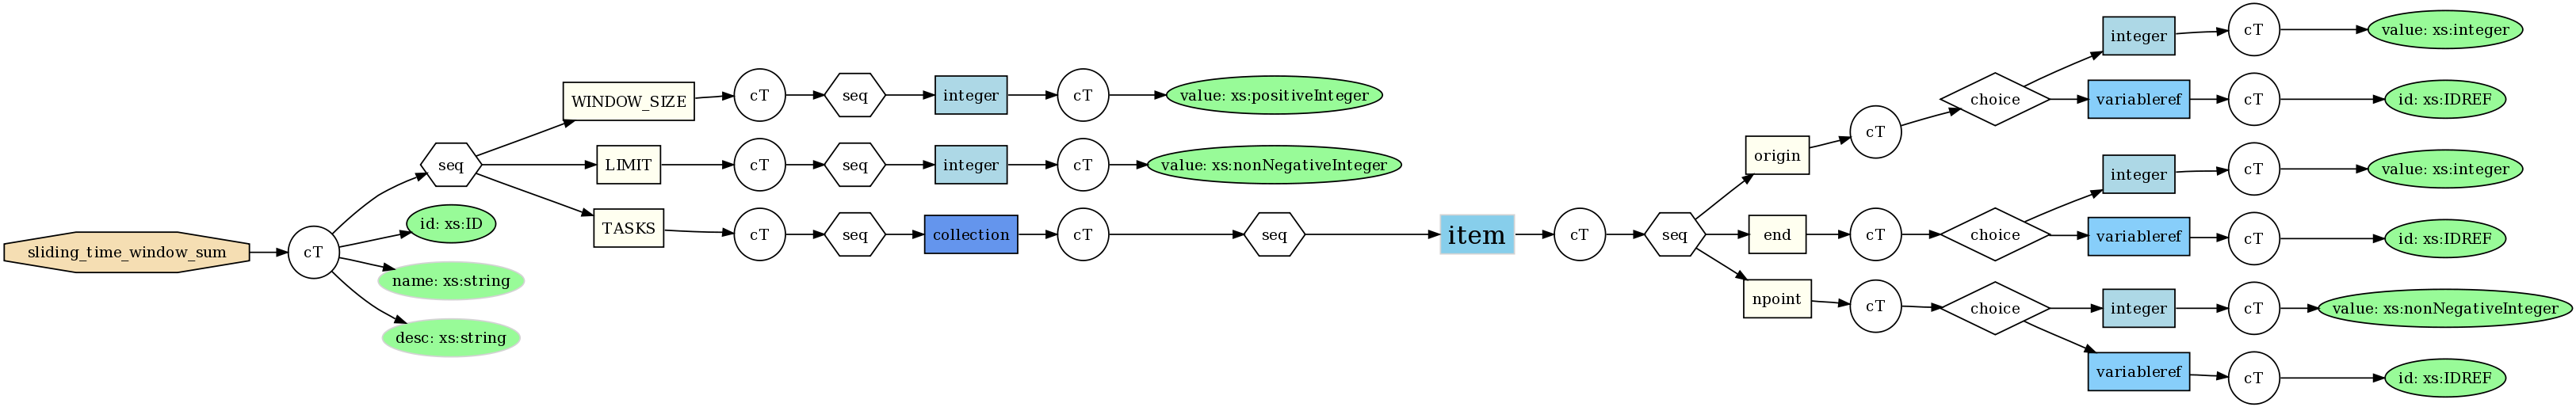 sliding_time_window_sum
cT
seq
id: xs:ID
name: xs:string
desc: xs:string
WINDOW_SIZE
cT
seq
integer
cT
value: xs:positiveInteger
LIMIT
cT
seq
integer
cT
value: xs:nonNegativeInteger
TASKS
cT
seq
collection
cT
seq
item
cT
seq
origin
cT
choice
integer
cT
value: xs:integer
variableref
cT
id: xs:IDREF
end
cT
choice
integer
cT
value: xs:integer
variableref
cT
id: xs:IDREF
npoint
cT
choice
integer
cT
value: xs:nonNegativeInteger
variableref
cT
id: xs:IDREF